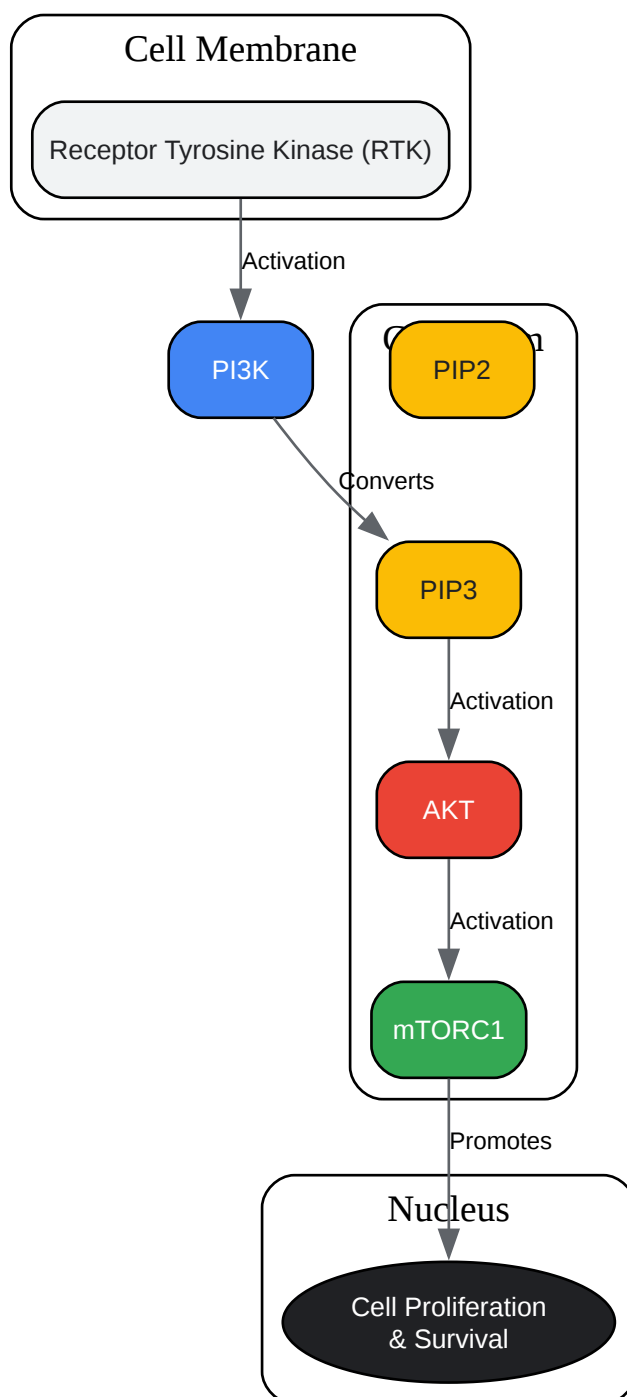 Cell Membrane
Receptor Tyrosine Kinase (RTK)
Activation
PI3K
PIP2
Converts
PIP3
Activation
AKT
Activation
mTORC1
Promotes
Nucleus
Cell Proliferation
& Survival